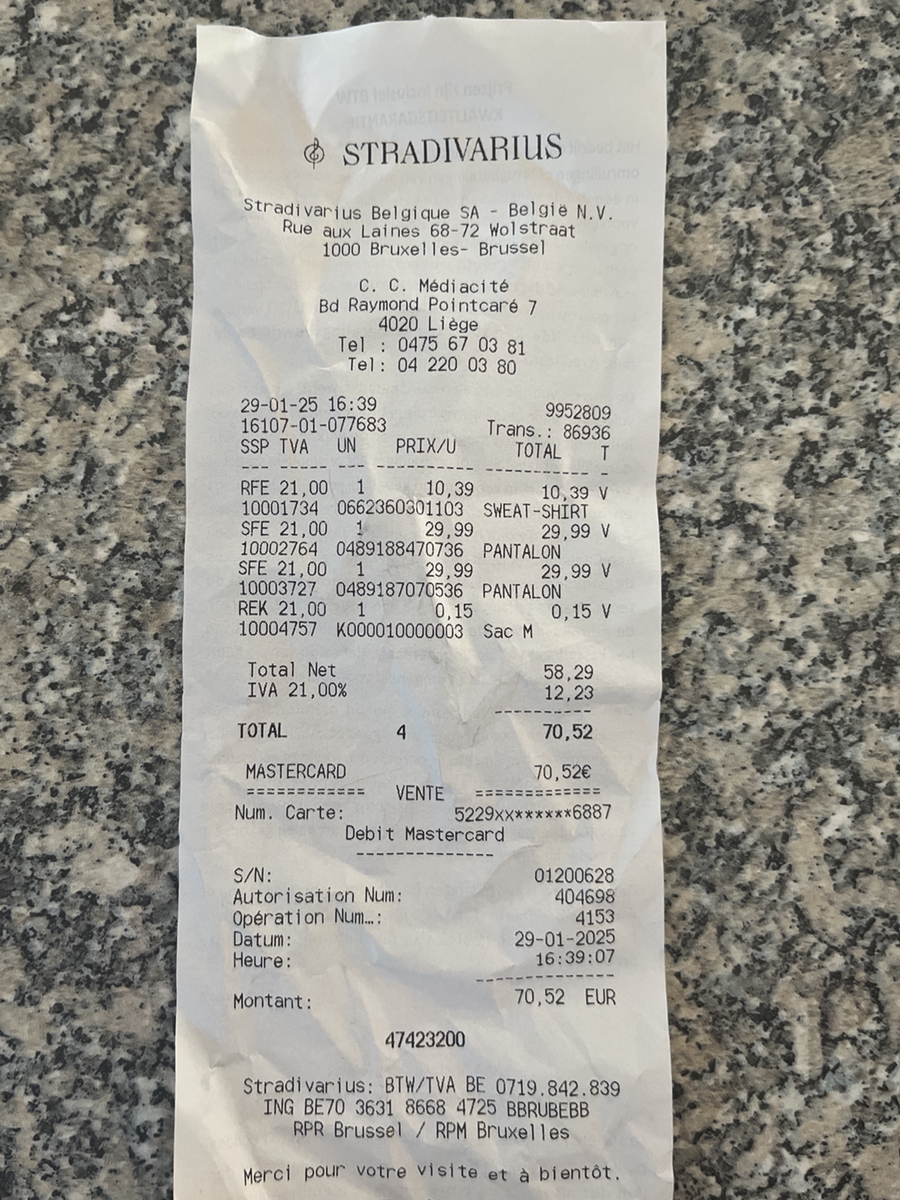 STRADIVARIUS
Stradivarius Belgique SA - België N.V.
Rue aux Laines 68-72 Wolstraat
1000 Bruxelles- Brussel
C. C. Médiacité
Bd Raymond Pointcaré 7
4020 Liège
Tel : 0475 67 03 81
Tel: 04 220 03 80
29-01-25 16:39 9952809
16107-01-077683 Trans.: 86936
SSP TVA UN PRIX/U TOTAL T
--- ----- -- ----------- ----------- -
RFE 21,00 1 10,39 10,39 V
10001734 0662360301103 SWEAT-SHIRT
SFE 21,00 1 29,99 29,99 V
10002764 0489188470736 PANTALON
SFE 21,00 1 29,99 29,99 V
10003727 0489187070536 PANTALON
REK 21,00 1 0,15 0,15 V
10004757 K000010000003 Sac M
Total Net 58,29
IVA 21,00% 12,23
-----------
TOTAL 4 70,52
MASTERCARD 70,52€
============ VENTE =============
Num. Carte: 5229xx******6887
Debit Mastercard
--------------
S/N: 01200628
Autorisation Num: 404698
Opération Num…: 4153
Datum: 29-01-2025
Heure: 16:39:07
--------------
Montant: 70,52 EUR
47423200
Stradivarius: BTW/TVA BE 0719.842.839
ING BE70 3631 8668 4725 BBRUBEBB
RPR Brussel / RPM Bruxelles
Merci pour votre visite et à bientôt.